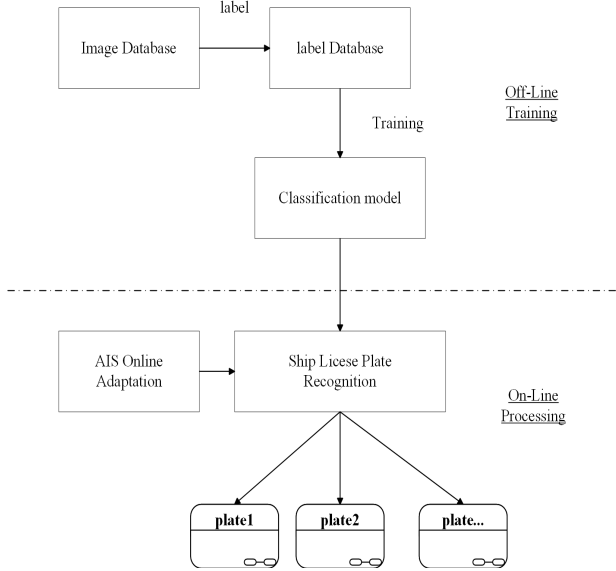 label
Image Database
label Database
Off-Line
Training
Training
Classification model
AIS Online
Adaptation
Ship Licese Plate
Recognition
On-Line
Processing
plate1
plate2
plate...